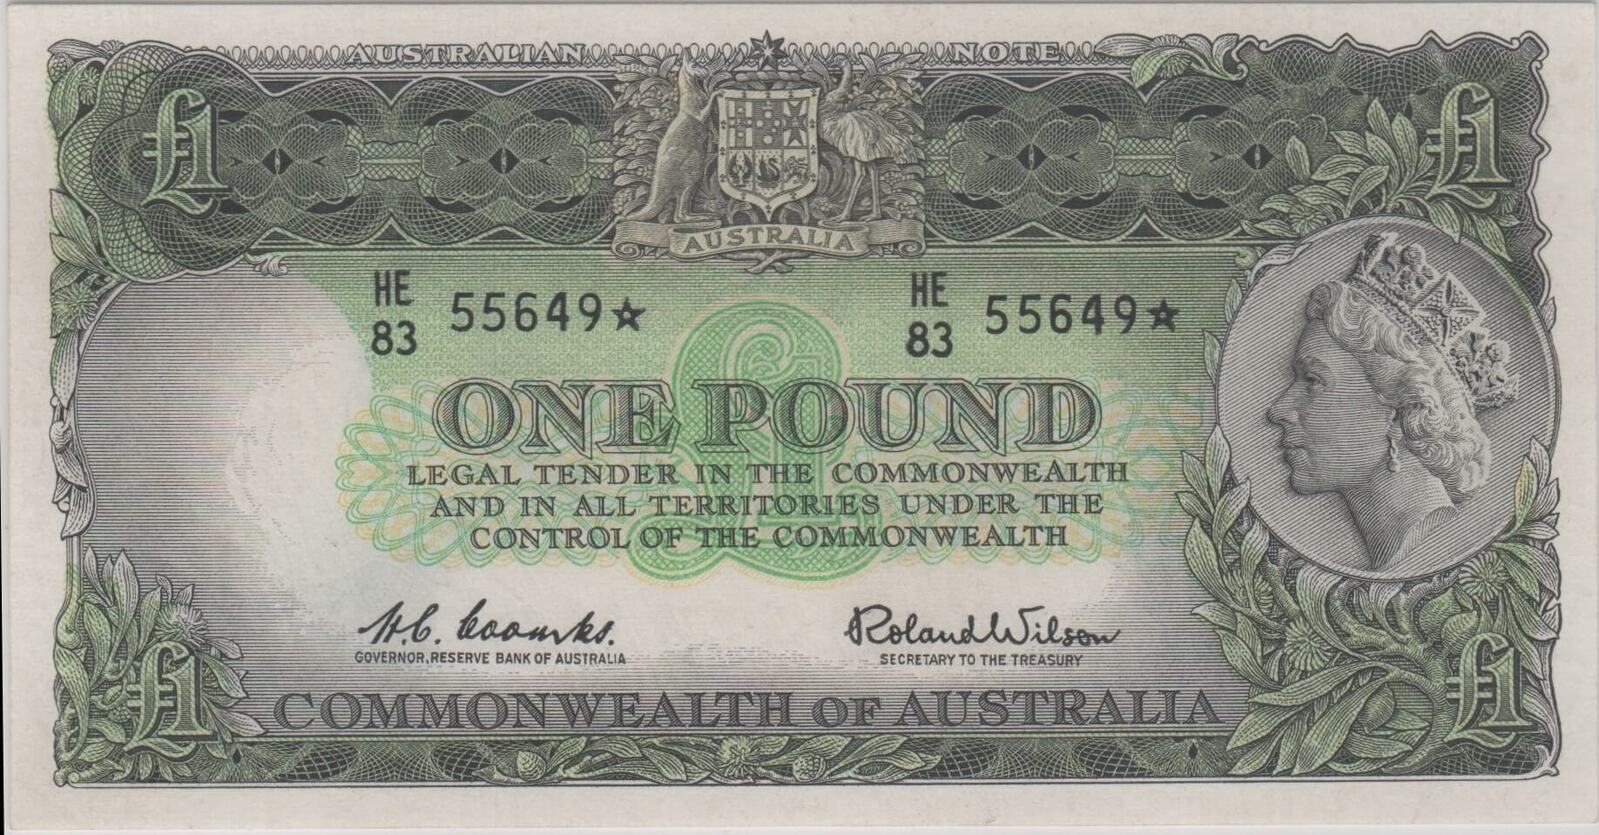 AUSTRALIAN NOTE
£1 £1
AUSTRALIA
HE 83 55649☆ HE 83 55649☆
ONE POUND
LEGAL TENDER IN THE COMMONWEALTH
AND IN ALL TERRITORIES UNDER THE
CONTROL OF THE COMMONWEALTH
H.C. Coombs. Roland Wilson
GOVERNOR, RESERVE BANK OF AUSTRALIA SECRETARY TO THE TREASURY
£1 £1
COMMONWEALTH OF AUSTRALIA